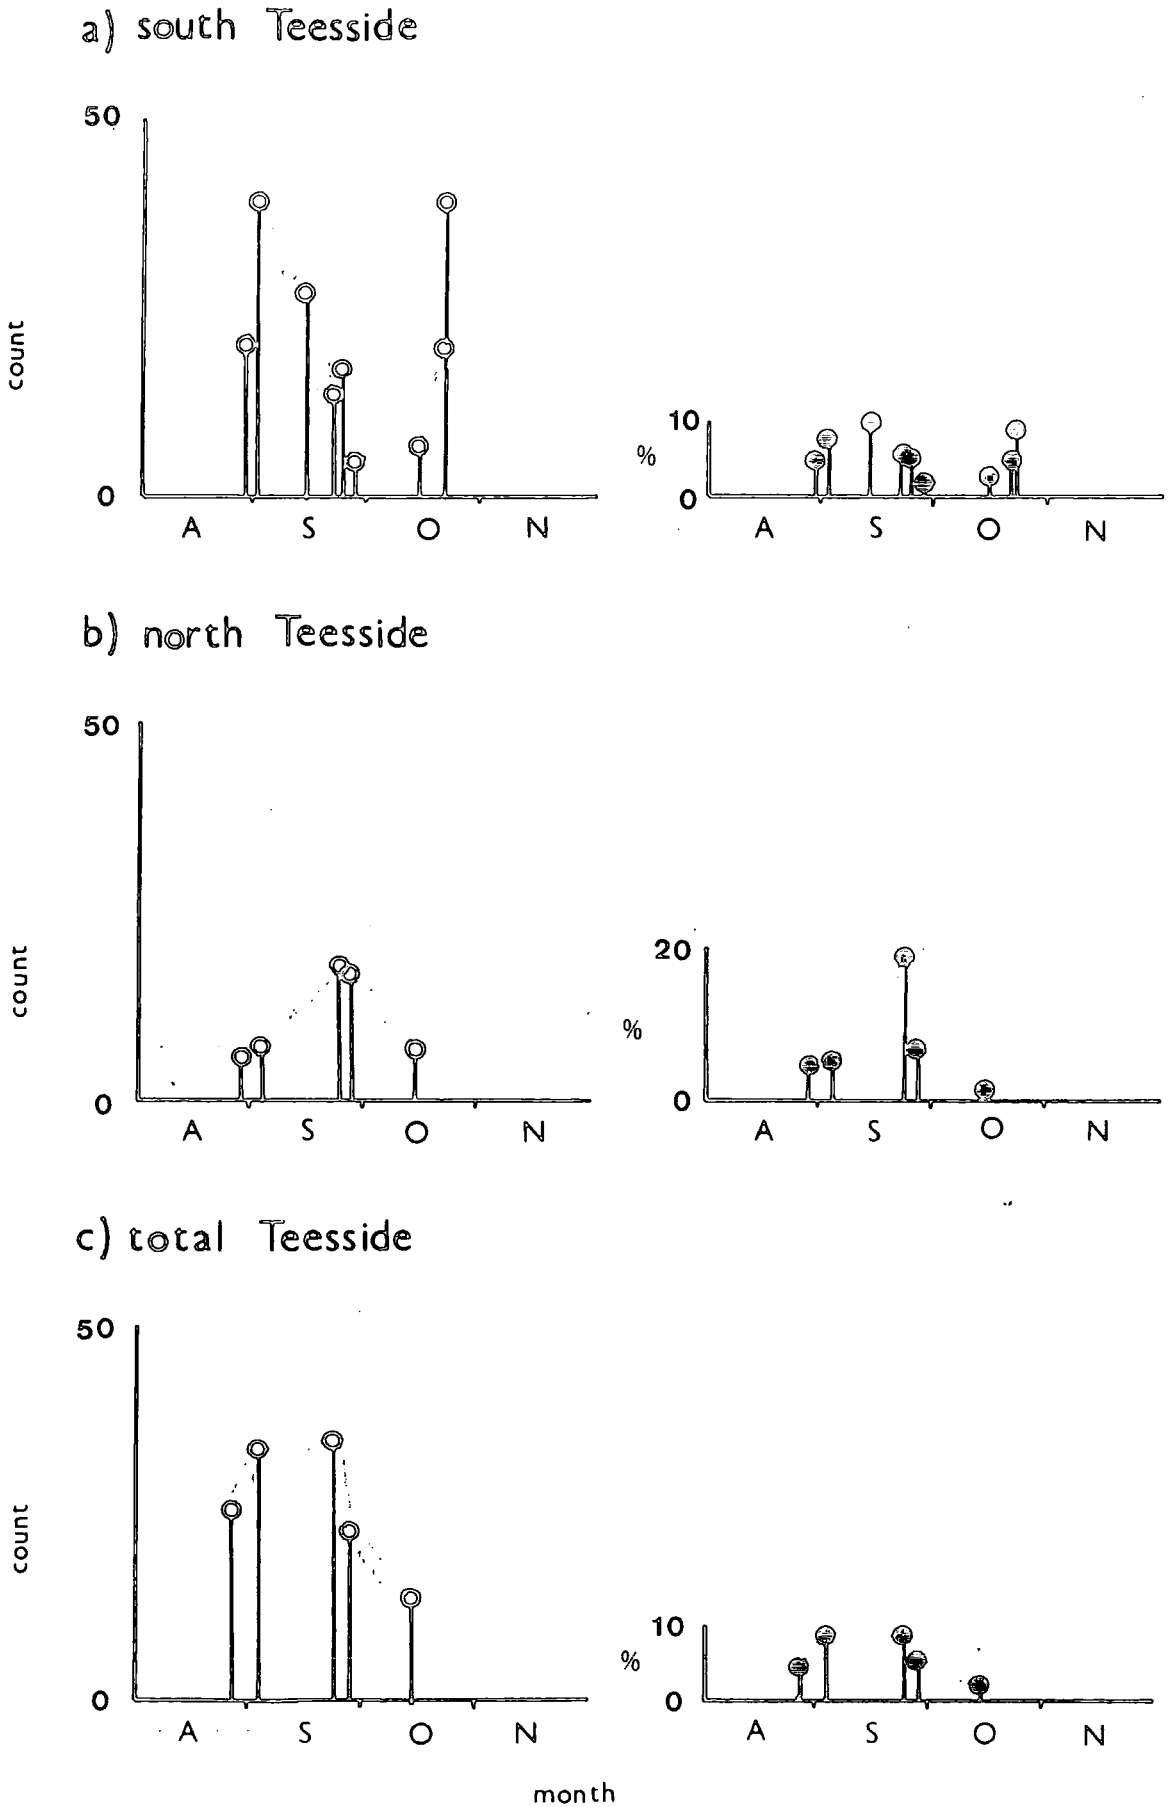 a) south Teesside
50
count
0
A S O N
10
%
0
A S O N
b) north Teesside
50
count
0
A S O N
20
%
0
A S O N
c) total Teesside
50
count
0
A S O N
10
%
0
A S O N
month